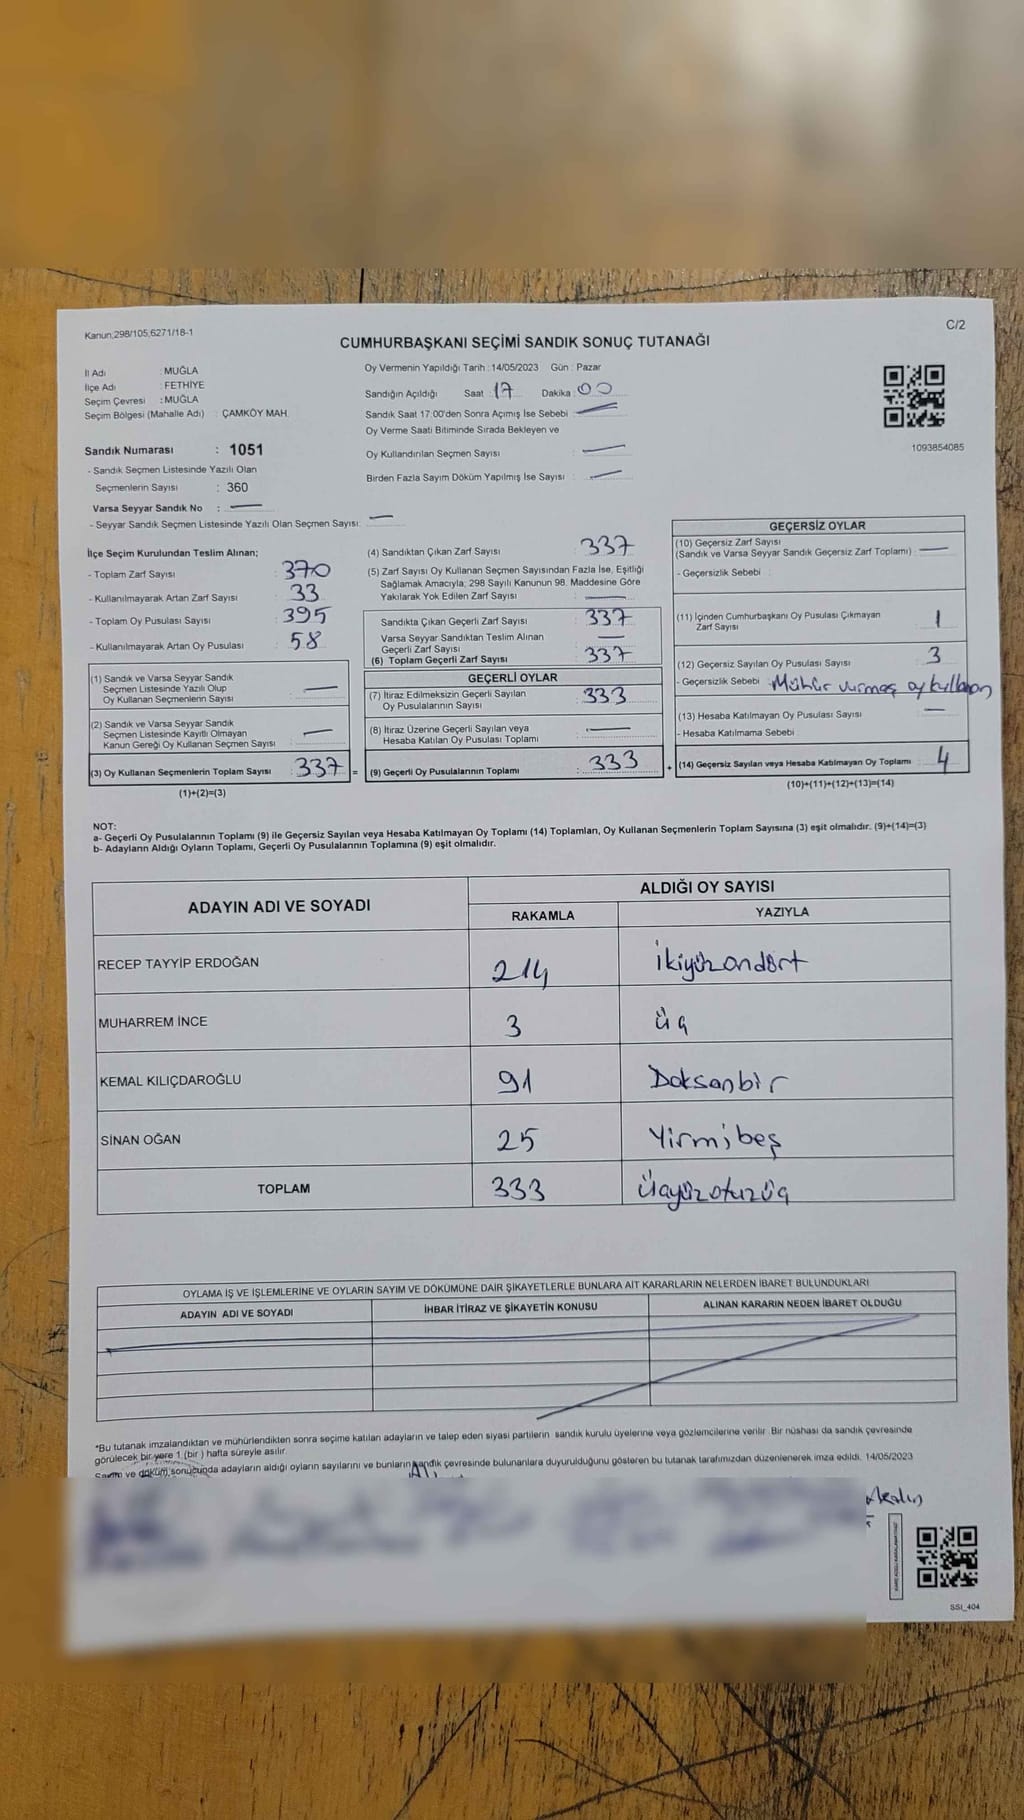 Kanun;298/105,6271/18-1
C/2
CUMHURBAŞKANI SEÇİMİ SANDIK SONUÇ TUTANAĞI
İl Adı : MUĞLA
İlçe Adı : FETHİYE
Seçim Çevresi : MUĞLA
Seçim Bölgesi (Mahalle Adı) : ÇAMKÖY MAH.
Sandık Numarası : 1051
- Sandık Seçmen Listesinde Yazılı Olan
Seçmenlerin Sayısı : 360
Varsa Seyyar Sandık No : —
- Seyyar Sandık Seçmen Listesinde Yazılı Olan Seçmen Sayısı: —
Oy Vermenin Yapıldığı Tarih : 14/05/2023 Gün : Pazar
Sandığın Açıldığı Saat : 17 Dakika : 00
Sandık Saat 17:00'den Sonra Açımış İse Sebebi : —
Oy Verme Saati Bitiminde Sırada Bekleyen ve
Oy Kullandırılan Seçmen Sayısı : —
Birden Fazla Sayım Döküm Yapılmış İse Sayısı : —
1093854085
İlçe Seçim Kurulundan Teslim Alınan;
- Toplam Zarf Sayısı : 370
- Kullanılmayarak Artan Zarf Sayısı : 33
- Toplam Oy Pusulası Sayısı : 395
- Kullanılmayarak Artan Oy Pusulası : 58
(1) Sandık ve Varsa Seyyar Sandık
Seçmen Listesinde Yazılı Olup
Oy Kullanan Seçmenlerin Sayısı : —
(2) Sandık ve Varsa Seyyar Sandık
Seçmen Listesinde Kayıtlı Olmayan
Kanun Gereği Oy Kullanan Seçmen Sayısı : —
(3) Oy Kullanan Seçmenlerin Toplam Sayısı : 337 =
(1)+(2)=(3)
(4) Sandıktan Çıkan Zarf Sayısı : 337
(5) Zarf Sayısı Oy Kullanan Seçmen Sayısından Fazla İse, Eşitliği
Sağlamak Amacıyla; 298 Sayılı Kanunun 98. Maddesine Göre
Yakılarak Yok Edilen Zarf Sayısı : —
Sandıkta Çıkan Geçerli Zarf Sayısı : 337
Varsa Seyyar Sandıktan Teslim Alınan
Geçerli Zarf Sayısı : —
(6) Toplam Geçerli Zarf Sayısı : 337
GEÇERLİ OYLAR
(7) İtiraz Edilmeksizin Geçerli Sayılan
Oy Pusulalarının Sayısı : 333
(8) İtiraz Üzerine Geçerli Sayılan veya
Hesaba Katılan Oy Pusulası Toplamı : —
(9) Geçerli Oy Pusulalarının Toplamı : 333 +
GEÇERSİZ OYLAR
(10) Geçersiz Zarf Sayısı
(Sandık ve Varsa Seyyar Sandık Geçersiz Zarf Toplamı) : —
- Geçersizlik Sebebi :
(11) İçinden Cumhurbaşkanı Oy Pusulası Çıkmayan
Zarf Sayısı : 1
(12) Geçersiz Sayılan Oy Pusulası Sayısı : 3
- Geçersizlik Sebebi : Mühür vurmaş oy kullanan
(13) Hesaba Katılmayan Oy Pusulası Sayısı : —
- Hesaba Katılmama Sebebi :
(14) Geçersiz Sayılan veya Hesaba Katılmayan Oy Toplamı : 4
(10)+(11)+(12)+(13)=(14)
NOT:
a- Geçerli Oy Pusulalarının Toplamı (9) ile Geçersiz Sayılan veya Hesaba Katılmayan Oy Toplamı (14) Toplamları, Oy Kullanan Seçmenlerin Toplam Sayısına (3) eşit olmalıdır. (9)+(14)=(3)
b- Adayların Aldığı Oyların Toplamı, Geçerli Oy Pusulalarının Toplamına (9) eşit olmalıdır.
ADAYIN ADI VE SOYADI
ALDIĞI OY SAYISI
RAKAMLA YAZIYLA
RECEP TAYYİP ERDOĞAN 214 İkiyüzondört
MUHARREM İNCE 3 üç
KEMAL KILIÇDAROĞLU 91 Doksanbir
SİNAN OĞAN 25 Yirmibeş
TOPLAM 333 Üçyüzotuzüç
OYLAMA İŞ VE İŞLEMLERİNE VE OYLARIN SAYIM VE DÖKÜMÜNE DAİR ŞİKAYETLERLE BUNLARA AİT KARARLARIN NELERDEN İBARET BULUNDUKLARI
ADAYIN ADI VE SOYADI İHBAR İTİRAZ VE ŞİKAYETİN KONUSU ALINAN KARARIN NEDEN İBARET OLDUĞU
*Bu tutanak imzalandıktan ve mühürlendikten sonra seçime katılan adayların ve talep eden siyasi partilerin sandık kurulu üyelerine veya gözlemcilerine verilir. Bir nüshası da sandık çevresinde
görülecek bir yere 1 (bir) hafta süreyle asılır.
Sayım ve döküm sonucunda adayların aldığı oyların sayılarını ve bunların sandık çevresinde bulunanlara duyurulduğunu gösteren bu tutanak tarafımızdan düzenlenerek imza edildi. 14/05/2023
SSI_404